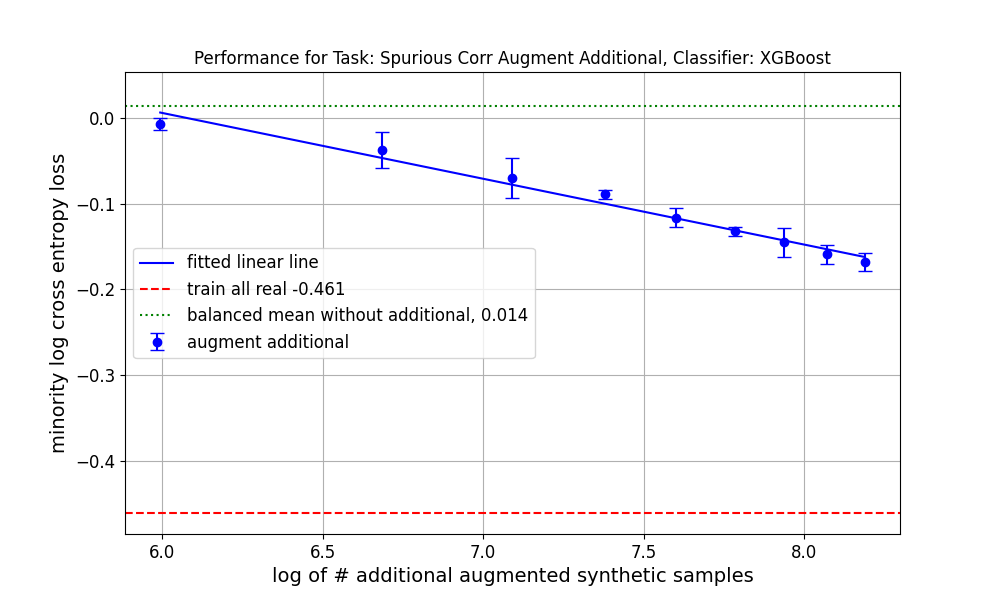 Performance for Task: Spurious Corr Augment Additional, Classifier: XGBoost
minority log cross entropy loss
0.0
−0.1
−0.2
−0.3
−0.4
fitted linear line
train all real -0.461
balanced mean without additional, 0.014
augment additional
6.0 6.5 7.0 7.5 8.0
log of # additional augmented synthetic samples